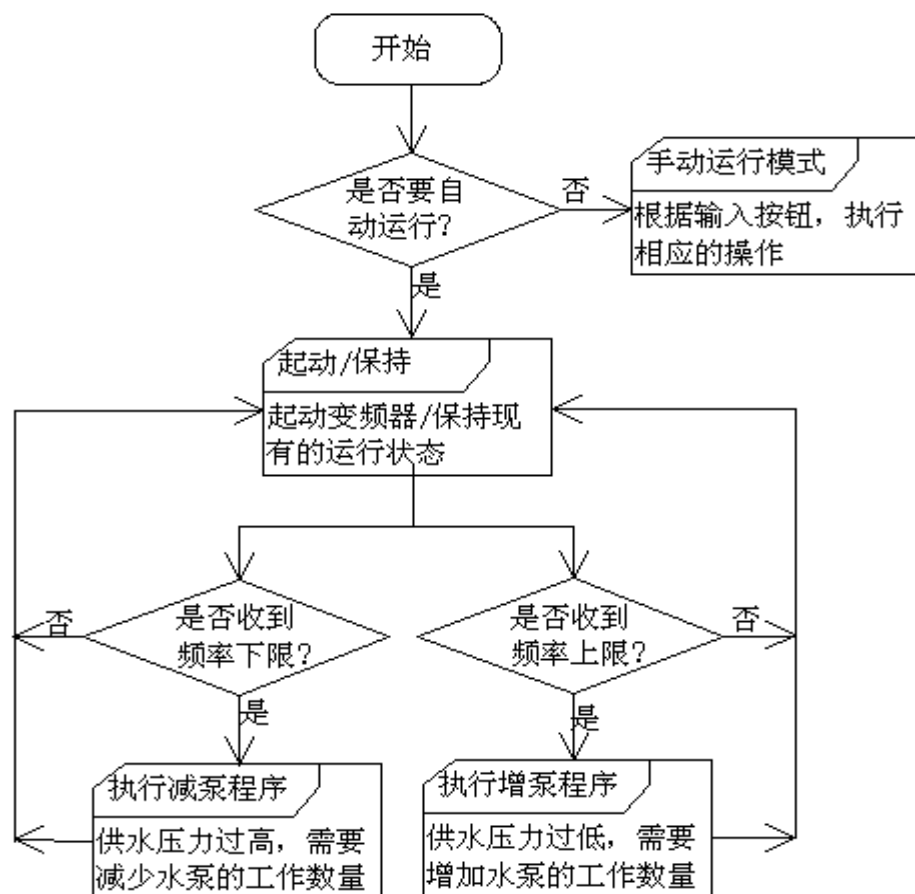 开始
是否要自
动运行?
否
手动运行模式
根据输入按钮，执行
相应的操作
是
起动/保持
起动变频器/保持现
有的运行状态
否
是否收到
频率下限?
是否收到
频率上限?
否
是
是
执行减泵程序
供水压力过高，需要
减少水泵的工作数量
执行增泵程序
供水压力过低，需要
增加水泵的工作数量